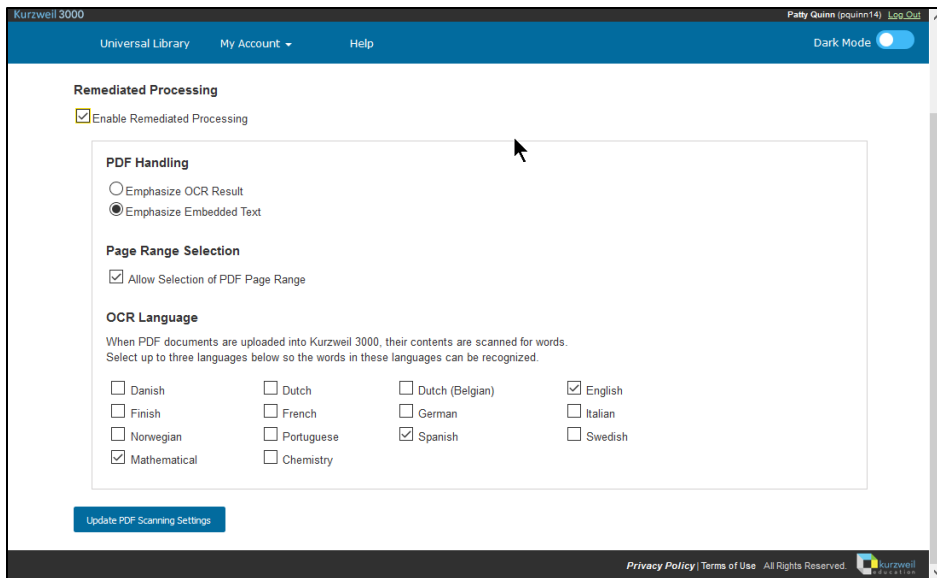 Kurzweil 3000 Patty Quinn (pquinn14) Log Out
Universal Library My Account Help Dark Mode
Remediated Processing
Enable Remediated Processing
PDF Handling
Emphasize OCR Result
Emphasize Embedded Text
Page Range Selection
Allow Selection of PDF Page Range
OCR Language
When PDF documents are uploaded into Kurzweil 3000, their contents are scanned for words.
Select up to three languages below so the words in these languages can be recognized.
Danish Dutch Dutch (Belgian) English
Finish French German Italian
Norwegian Portuguese Spanish Swedish
Mathematical Chemistry
Update PDF Scanning Settings
Privacy Policy | Terms of Use All Rights Reserved. kurzweil
education